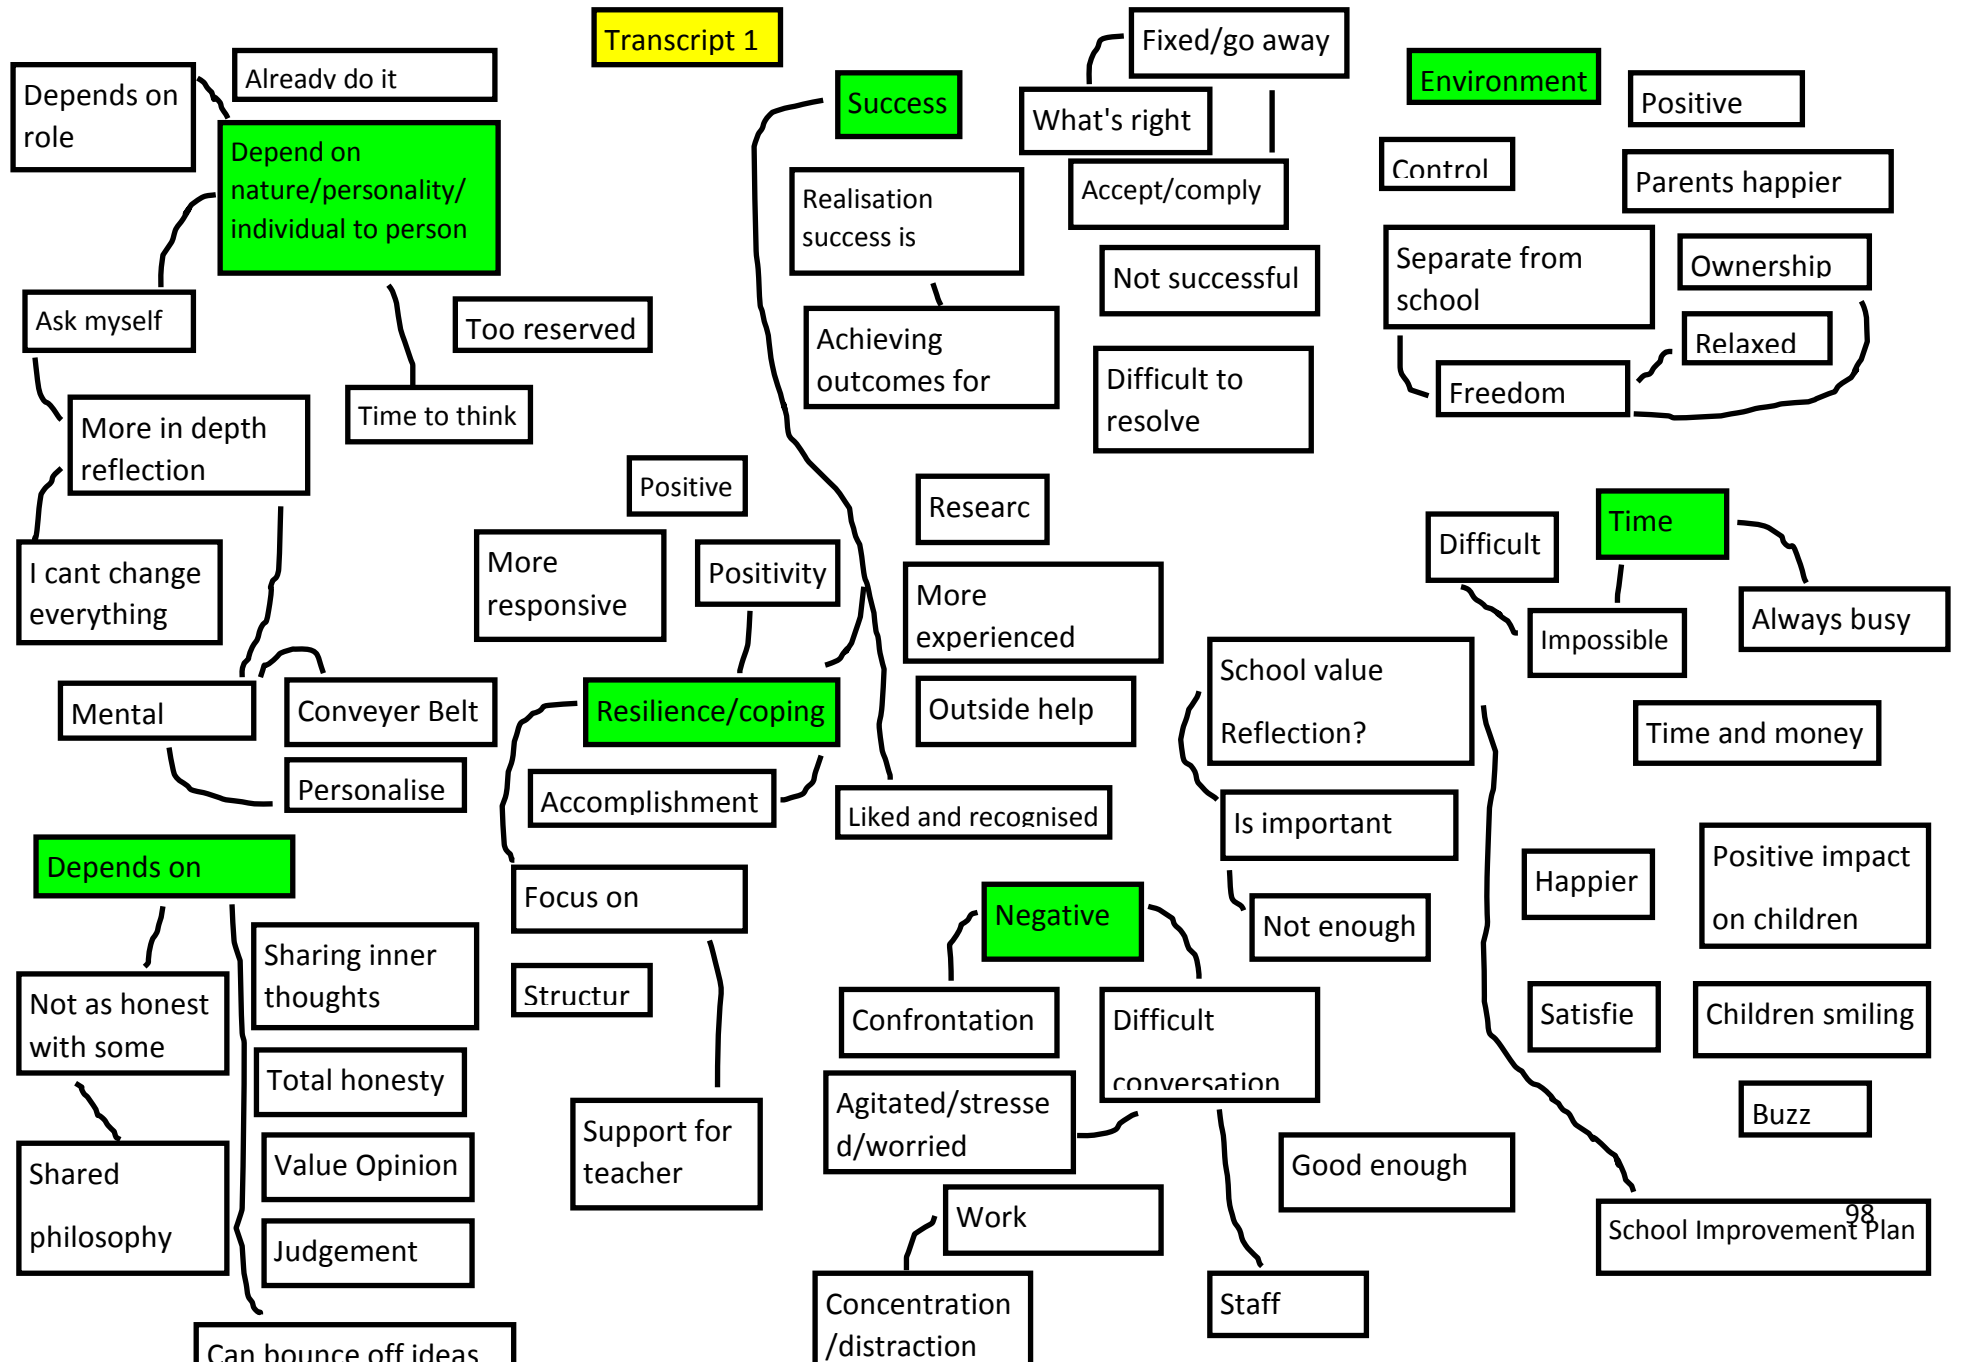 Transcript 1
Depends on
role
Already do it
Depend on
nature/personality/
individual to person
Ask myself
Too reserved
Time to think
More in depth
reflection
I cant change
everything
Mental
Conveyer Belt
Personalise
Depends on
Sharing inner
thoughts
Not as honest
with some
Total honesty
Shared
philosophy
Value Opinion
Judgement
Can bounce off ideas
Success
Fixed/go away
What's right
Accept/comply
Realisation
success is
Achieving
outcomes for
Not successful
Difficult to
resolve
Positive
More
responsive
Positivity
Resilience/coping
Accomplishment
Focus on
Structur
Support for
teacher
Researc
More
experienced
Outside help
Liked and recognised
Negative
Confrontation
Difficult
conversation
Agitated/stresse
d/worried
Work
Concentration
/distraction
Staff
Good enough
School value
Reflection?
Is important
Not enough
Environment
Positive
Control
Parents happier
Separate from
school
Ownership
Relaxed
Freedom
Time
Difficult
Impossible
Always busy
Time and money
Happier
Positive impact
on children
Satisfie
Children smiling
Buzz
School Improvement Plan
98